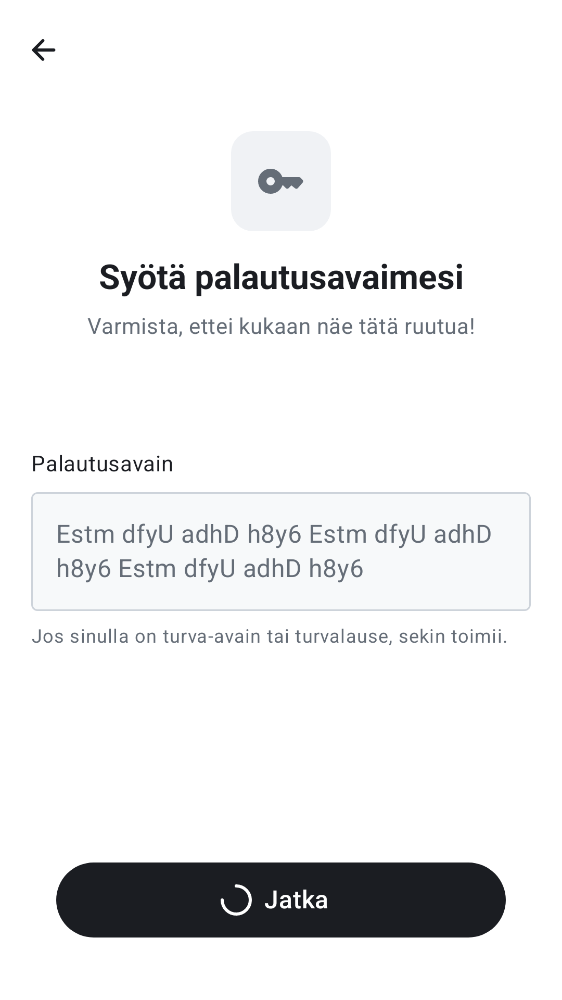 Syötä palautusavaimesi
Varmista, ettei kukaan näe tätä ruutua!
Palautusavain
Estm dfyU adhD h8y6 Estm dfyU adhD
h8y6 Estm dfyU adhD h8y6
Jos sinulla on turva-avain tai turvalause, sekin toimii.
Jatka